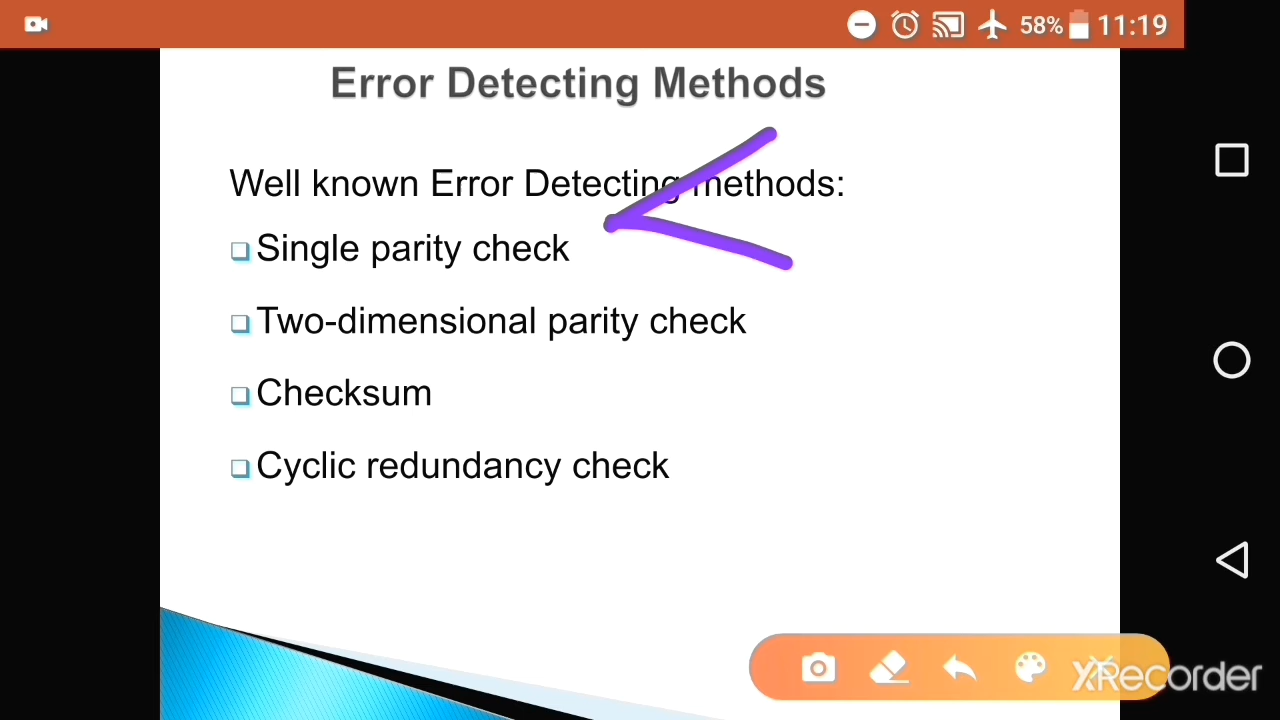 58% 11:19
Error Detecting Methods
Well known Error Detecting methods:
Single parity check
Two-dimensional parity check
Checksum
Cyclic redundancy check
XRecorder